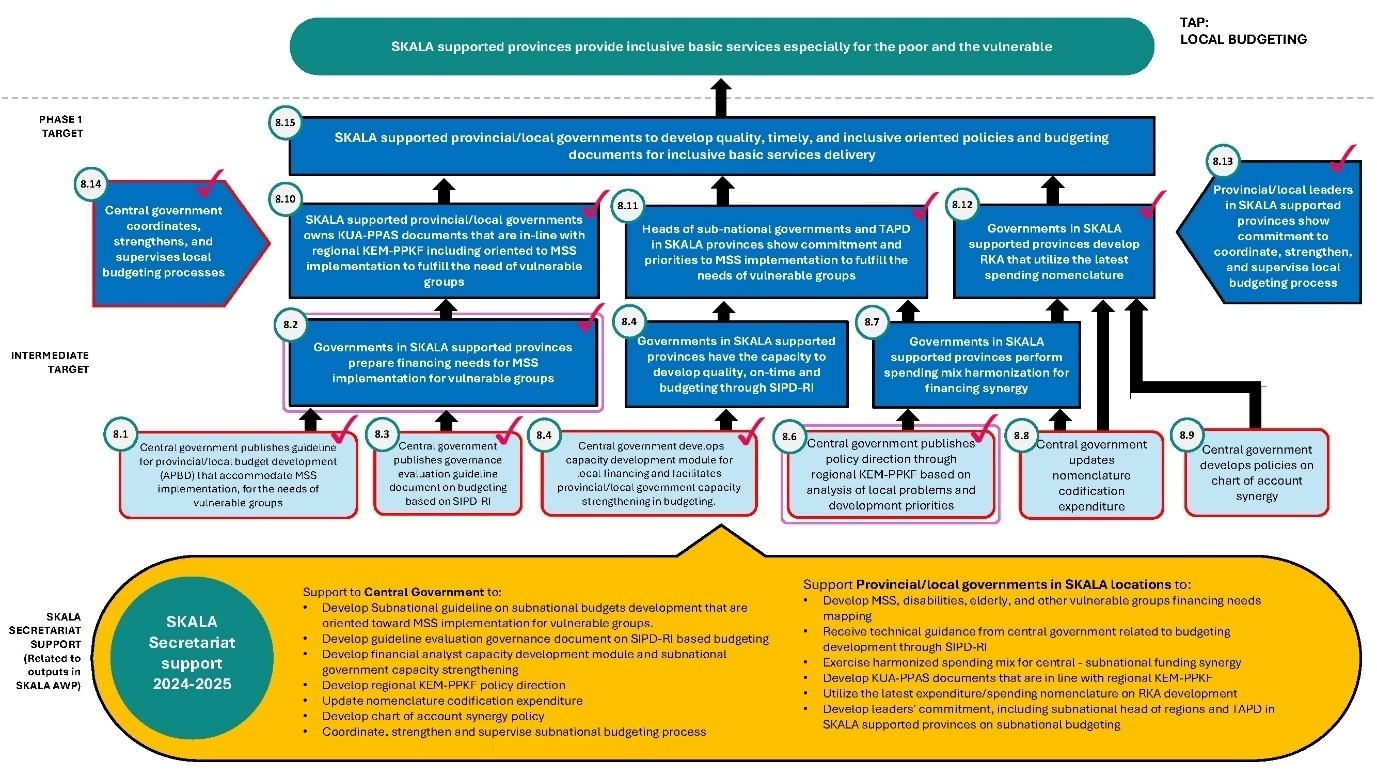 TAP:
LOCAL BUDGETING
SKALA supported provinces provide inclusive basic services especially for the poor and the vulnerable
PHASE 1
TARGET
8.15
SKALA supported provincial/local governments to develop quality, timely, and inclusive oriented policies and budgeting
documents for inclusive basic services delivery
8.14
Central government
coordinates,
strengthens, and
supervises local
budgeting processes
8.10
SKALA supported provincial/local governments
owns KUA-PPAS documents that are in-line with
regional KEM-PPKF including oriented to MSS
implementation to fulfill the need of vulnerable
groups
8.11
Heads of sub-national governments and TAPD
in SKALA provinces show commitment and
priorities to MSS implementation to fulfill the
needs of vulnerable groups
8.12
Governments in SKALA
supported provinces develop
RKA that utilize the latest
spending nomenclature
8.13
Provincial/local leaders
in SKALA supported
provinces show
commitment to
coordinate, strengthen,
and supervise local
budgeting process
INTERMEDIATE
TARGET
8.2
Governments in SKALA supported provinces
prepare financing needs for MSS
implementation for vulnerable groups
8.4
Governments in SKALA supported
provinces have the capacity to
develop quality, on-time and
budgeting through SIPD-RI
8.7
Governments in SKALA
supported provinces perform
spending mix harmonization for
financing synergy
8.1
Central government publishes guideline
for provincial/local budget development
(APBD) that accommodate MSS
implementation, for the needs of
vulnerable groups
8.3
Central government
publishes governance
evaluation guideline
document on budgeting
based on SIPD-RI
8.4
Central government develops
capacity development module for
local financing and facilitates
provincial/local government capacity
strengthening in budgeting.
8.6
Central government publishes
policy direction through
regional KEM-PPKF based on
analysis of local problems and
development priorities
8.8
Central government
updates
nomenclature
codification
expenditure
8.9
Central government
develops policies on
chart of account
synergy
SKALA
SECRETARIAT
SUPPORT
(Related to
outputs in
SKALA AWP)
SKALA
Secretariat
support
2024-2025
Support to Central Government to:
• Develop Subnational guideline on subnational budgets development that are
oriented toward MSS implementation for vulnerable groups.
• Develop guideline evaluation governance document on SIPD-RI based budgeting
• Develop financial analyst capacity development module and subnational
government capacity strengthening
• Develop regional KEM-PPKF policy direction
• Update nomenclature codification expenditure
• Develop chart of account synergy policy
• Coordinate, strengthen and supervise subnational budgeting process
Support Provincial/local governments in SKALA locations to:
• Develop MSS, disabilities, elderly, and other vulnerable groups financing needs
mapping
• Receive technical guidance from central government related to budgeting
development through SIPD-RI
• Exercise harmonized spending mix for central - subnational funding synergy
• Develop KUA-PPAS documents that are in line with regional KEM-PPKF
• Utilize the latest expenditure/spending nomenclature on RKA development
• Develop leaders' commitment, including subnational head of regions and TAPD in
SKALA supported provinces on subnational budgeting